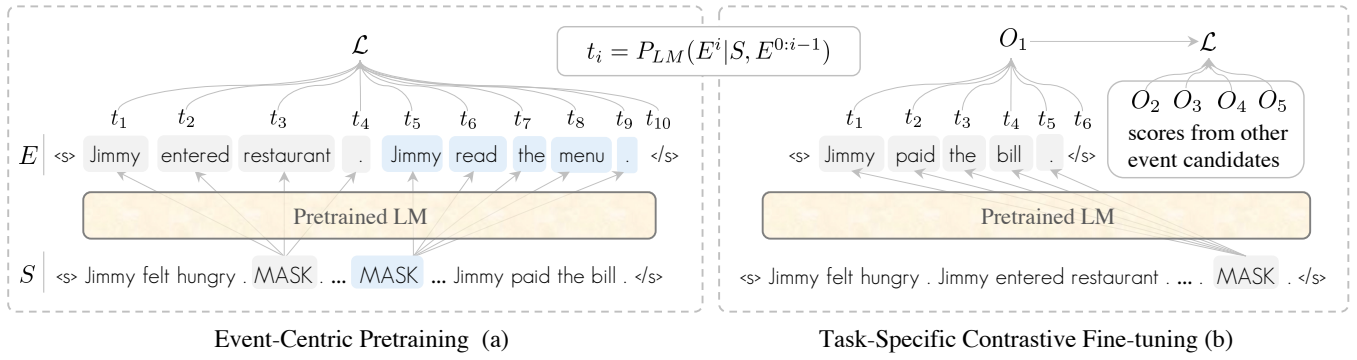 ℒ
t_1 t_2 t_3 t_4 t_5 t_6 t_7 t_8 t_9 t_10
E <s> Jimmy entered restaurant . Jimmy read the menu . </s>
Pretrained LM
S <s> Jimmy felt hungry . MASK . ... MASK ... Jimmy paid the bill . </s>
Event-Centric Pretraining (a)
t_i = P_{LM}(E^i|S, E^{0:i−1})
O_1 ℒ
O_2 O_3 O_4 O_5
scores from other
event candidates
t_1 t_2 t_3 t_4 t_5 t_6
<s> Jimmy paid the bill . </s>
Pretrained LM
<s> Jimmy felt hungry . Jimmy entered restaurant . ... . MASK . </s>
Task-Specific Contrastive Fine-tuning (b)